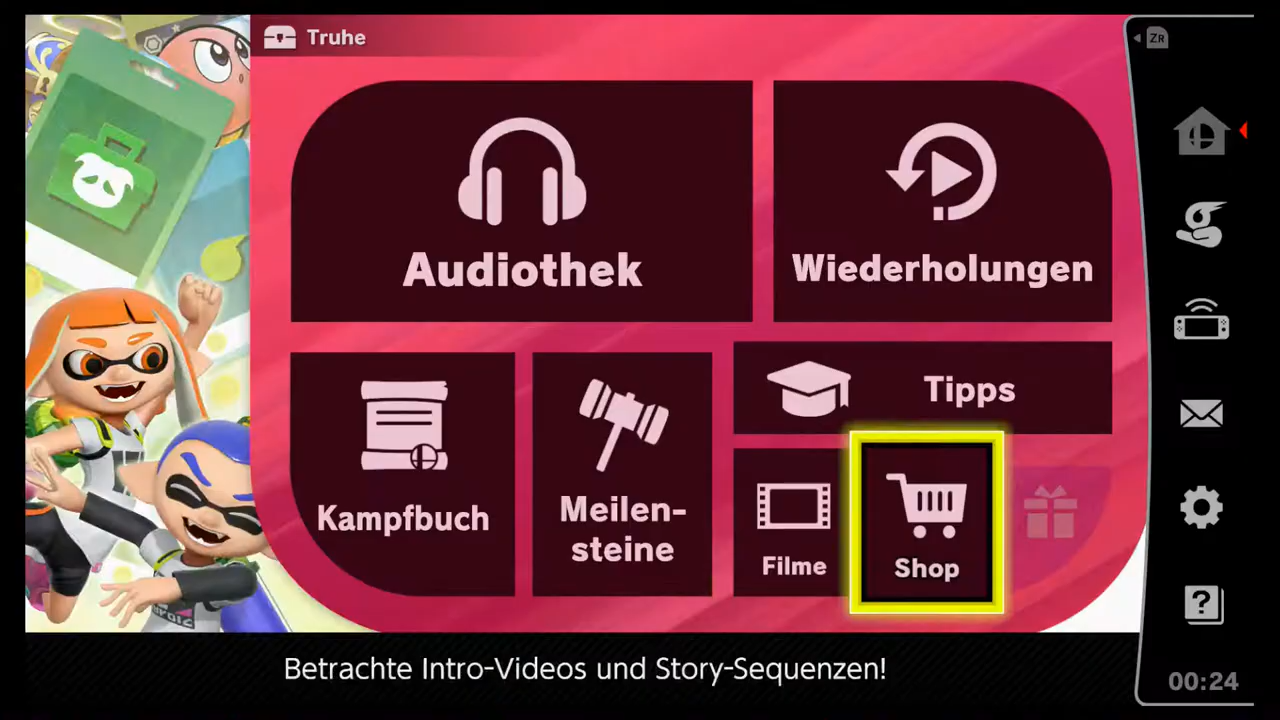 Truhe
ZR
Audiothek
Wiederholungen
Kampfbuch
Meilen-
steine
Tipps
Filme
Shop
?
Betrachte Intro-Videos und Story-Sequenzen!
00:24